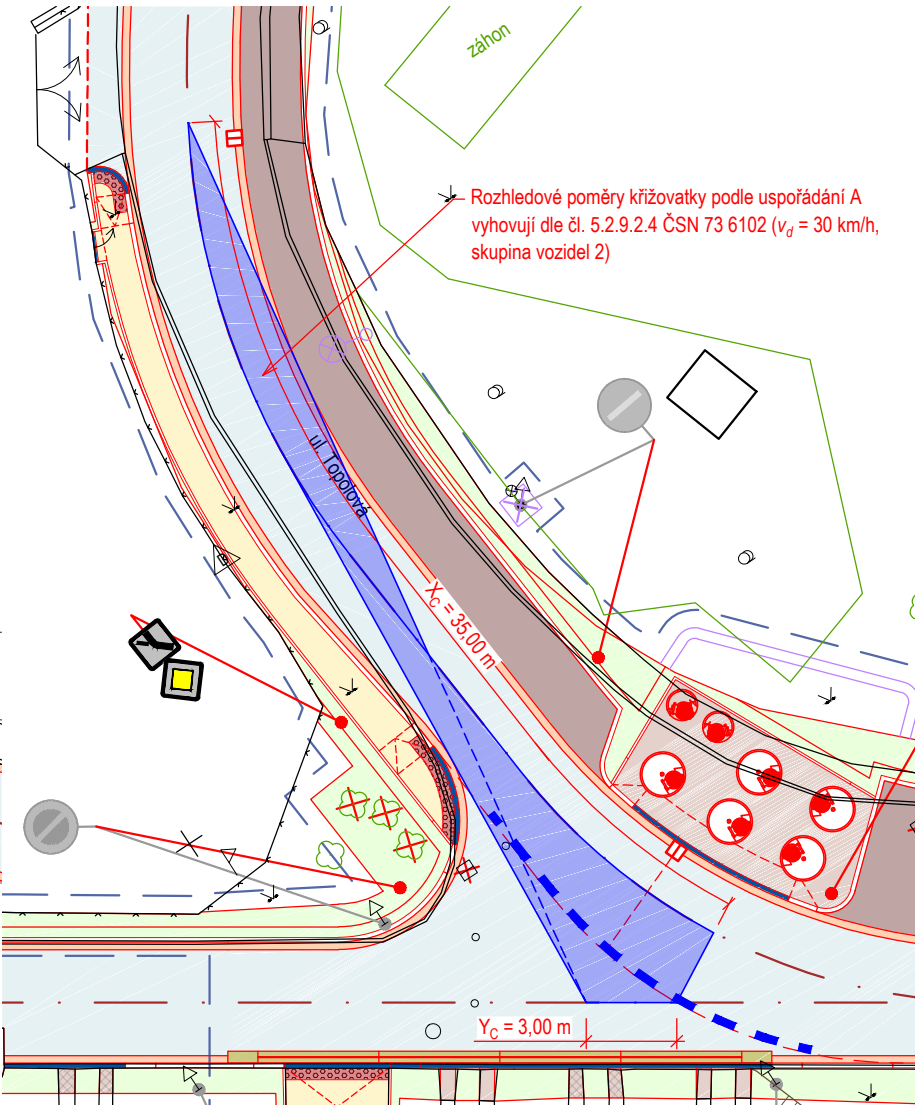 záhon
Rozhledové poměry křižovatky podle uspořádání A
vyhovují dle čl. 5.2.9.2.4 ČSN 73 6102 (vd = 30 km/h,
skupina vozidel 2)
ul. Topolová
XC = 35,00 m
YC = 3,00 m